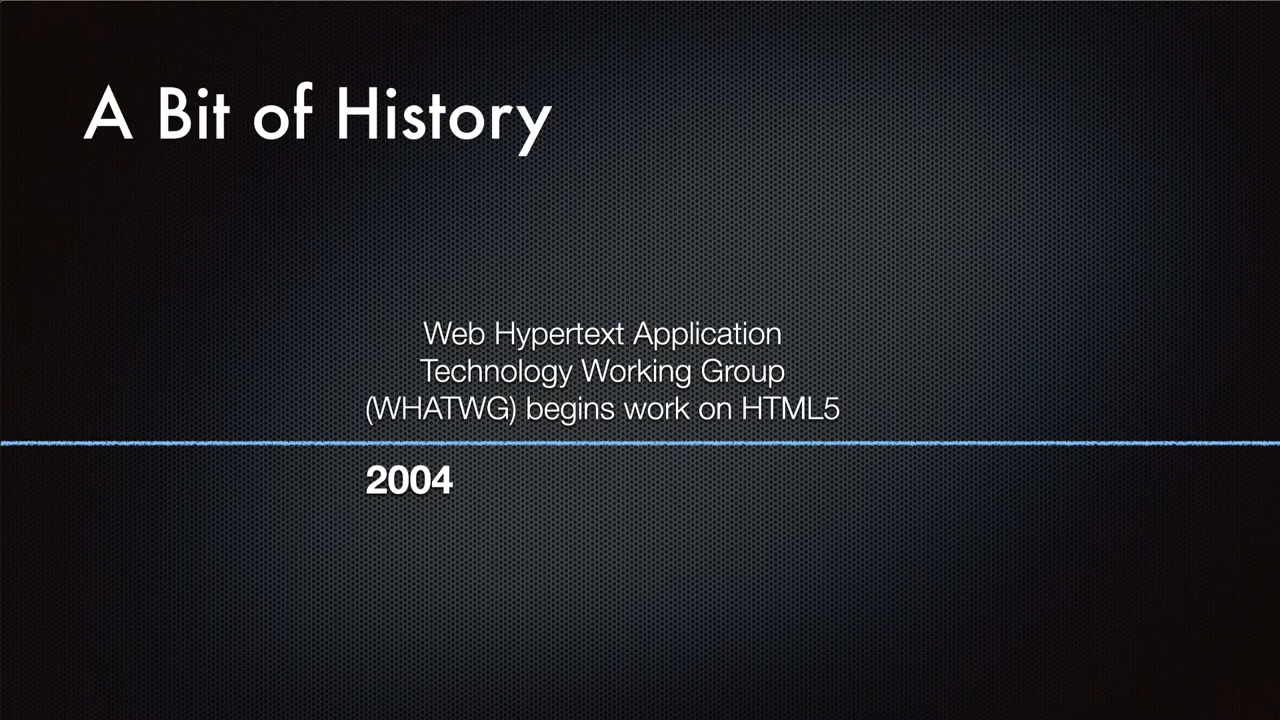 A Bit of History
Web Hypertext Application
Technology Working Group
(WHATWG) begins work on HTML5
2004